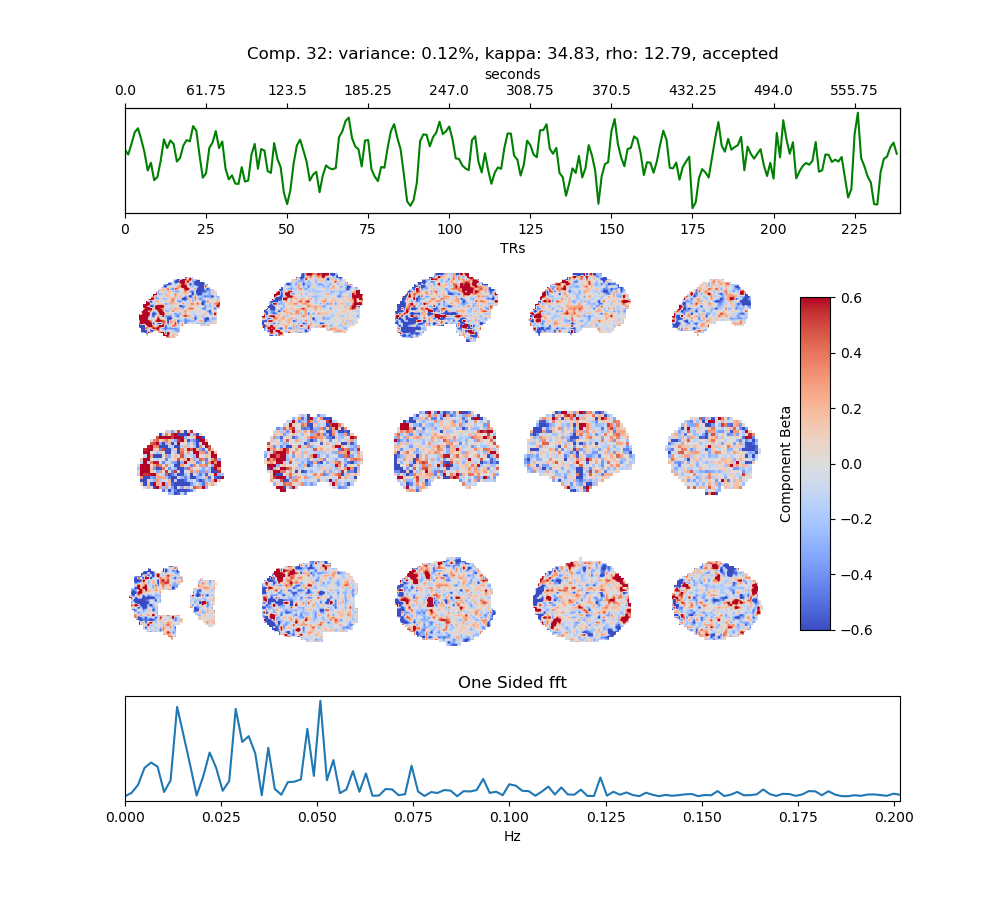 Comp. 32: variance: 0.12%, kappa: 34.83, rho: 12.79, accepted
seconds
0.0 61.75 123.5 185.25 247.0 308.75 370.5 432.25 494.0 555.75
0 25 50 75 100 125 150 175 200 225
TRs
0.6
0.4
0.2
0.0
−0.2
−0.4
−0.6
Component Beta
One Sided fft
0.000 0.025 0.050 0.075 0.100 0.125 0.150 0.175 0.200
Hz